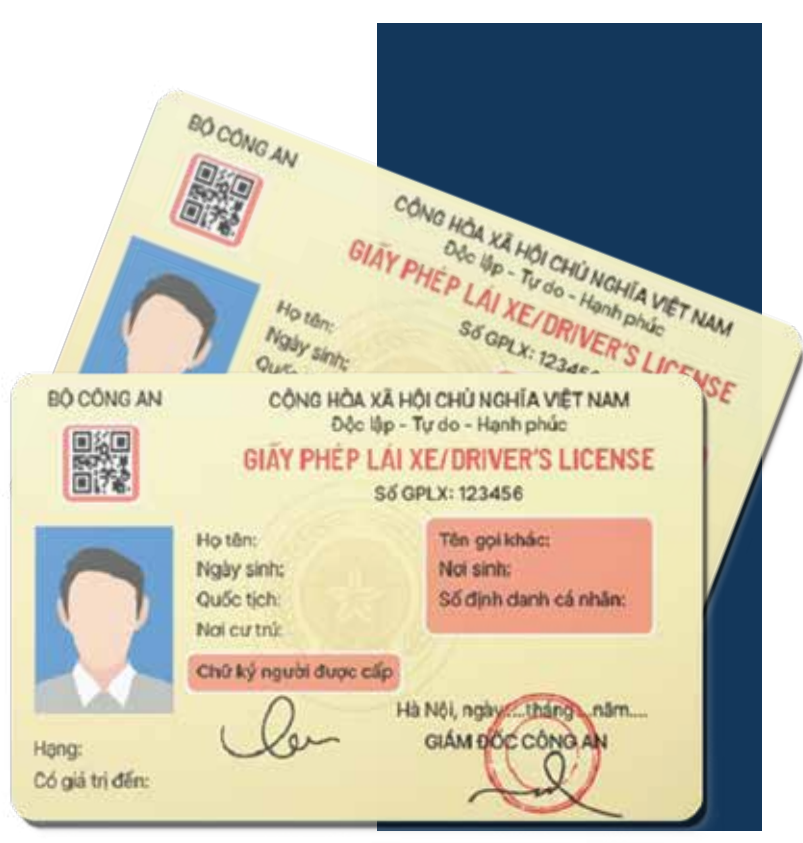 BỘ CÔNG AN
CỘNG HÒA XÃ HỘI CHỦ NGHĨA VIỆT NAM
Độc lập - Tự do - Hạnh phúc
GIẤY PHÉP LÁI XE/DRIVER'S LICENSE
Số GPLX: 12345
Họ tên:
Ngày sinh:
BỘ CÔNG AN
CỘNG HÒA XÃ HỘI CHỦ NGHĨA VIỆT NAM
Độc lập - Tự do - Hạnh phúc
GIẤY PHÉP LÁI XE/DRIVER'S LICENSE
Số GPLX: 123456
Họ tên:
Ngày sinh:
Quốc tịch:
Nơi cư trú:
Tên gọi khác:
Nơi sinh:
Số định danh cá nhân:
Chữ ký người được cấp
Hà Nội, ngày....tháng....năm....
GIÁM ĐỐC CÔNG AN
Hạng:
Có giá trị đến: